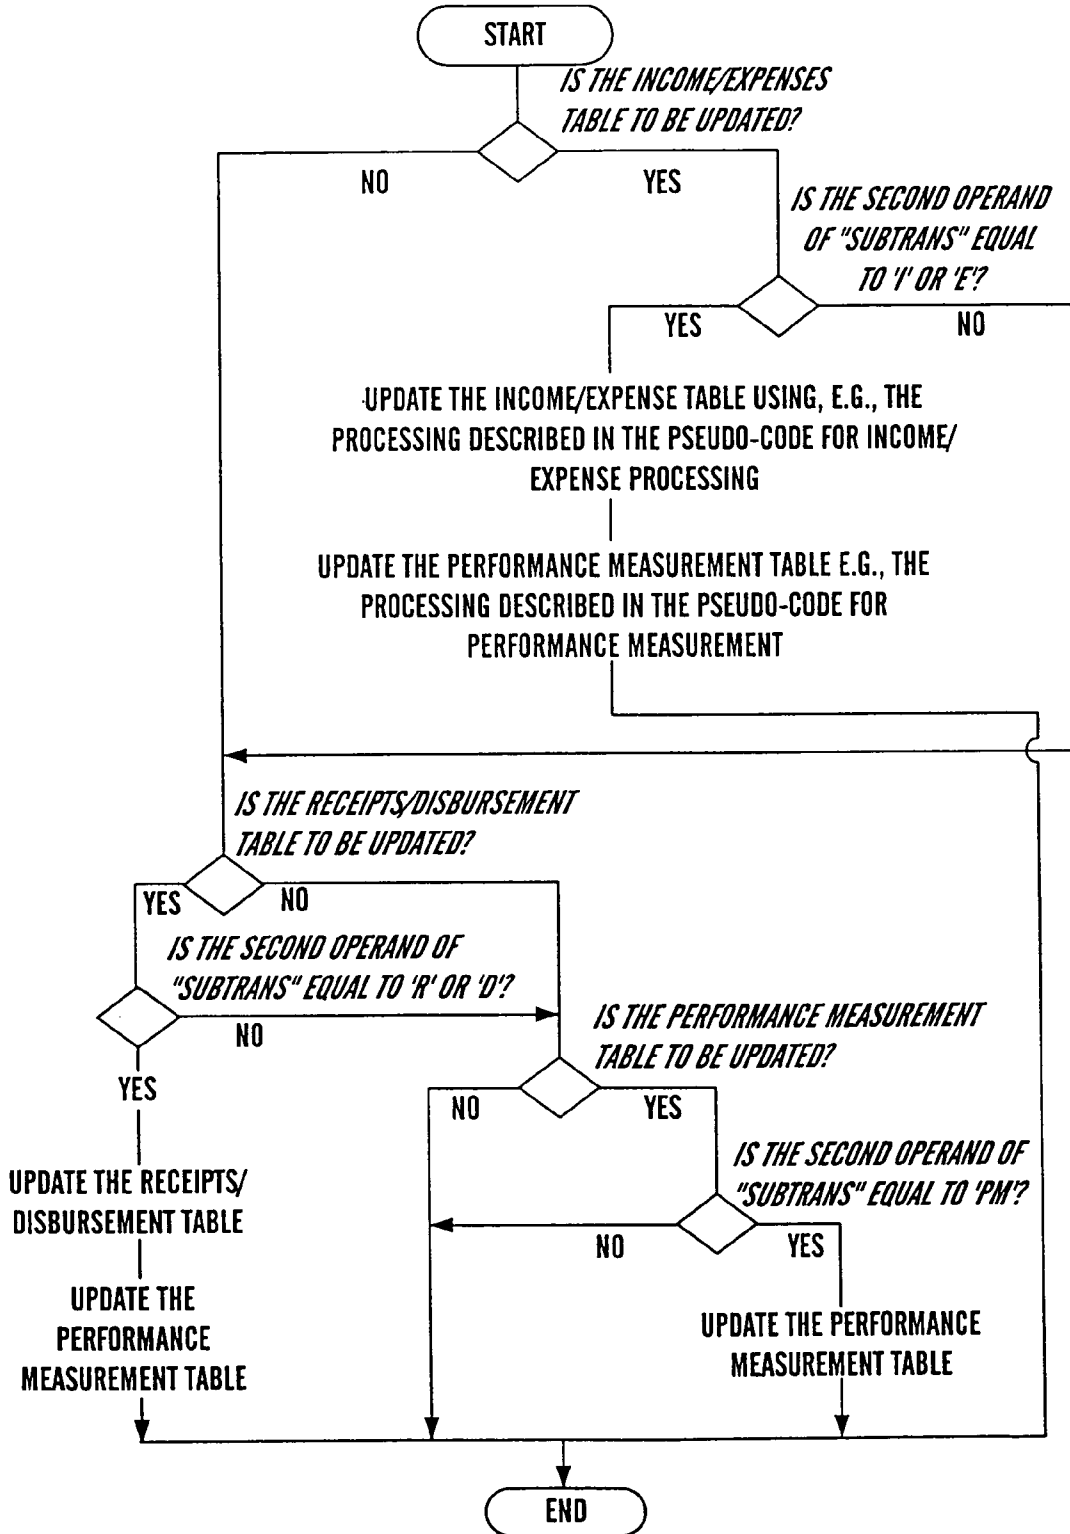 START
IS THE INCOME/EXPENSES
TABLE TO BE UPDATED?
NO
YES
IS THE SECOND OPERAND
OF "SUBTRANS" EQUAL
TO 'I' OR 'E'?
YES
NO
UPDATE THE INCOME/EXPENSE TABLE USING, E.G., THE
PROCESSING DESCRIBED IN THE PSEUDO-CODE FOR INCOME/
EXPENSE PROCESSING
UPDATE THE PERFORMANCE MEASUREMENT TABLE E.G., THE
PROCESSING DESCRIBED IN THE PSEUDO-CODE FOR
PERFORMANCE MEASUREMENT
IS THE RECEIPTS/DISBURSEMENT
TABLE TO BE UPDATED?
YES
NO
IS THE SECOND OPERAND OF
"SUBTRANS" EQUAL TO 'R' OR 'D'?
NO
YES
IS THE PERFORMANCE MEASUREMENT
TABLE TO BE UPDATED?
NO
YES
IS THE SECOND OPERAND OF
"SUBTRANS" EQUAL TO 'PM'?
NO
YES
UPDATE THE RECEIPTS/
DISBURSEMENT TABLE
UPDATE THE
PERFORMANCE
MEASUREMENT TABLE
UPDATE THE PERFORMANCE
MEASUREMENT TABLE
END